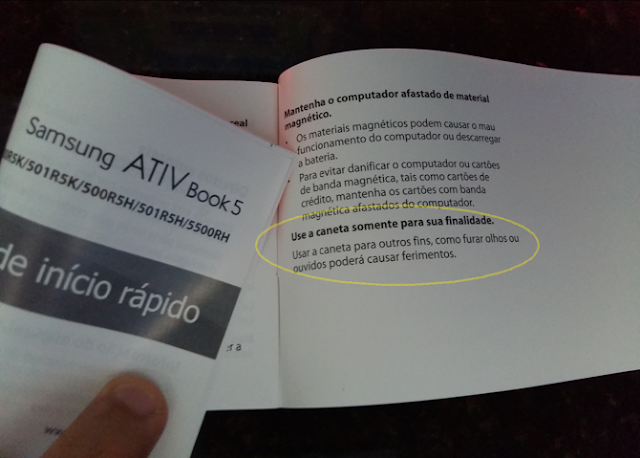 Samsung ATIV Book 5
R5K/501R5K/500R5H/501R5H/5500RH
de início rápido
Mantenha o computador afastado de material
magnético.
Os materiais magnéticos podem causar o mau
funcionamento do computador ou descarregar
a bateria.
Para evitar danificar o computador ou cartões
de banda magnética, tais como cartões de
crédito, mantenha os cartões com banda
magnética afastados do computador.
Use a caneta somente para sua finalidade.
Usar a caneta para outros fins, como furar olhos ou
ouvidos poderá causar ferimentos.